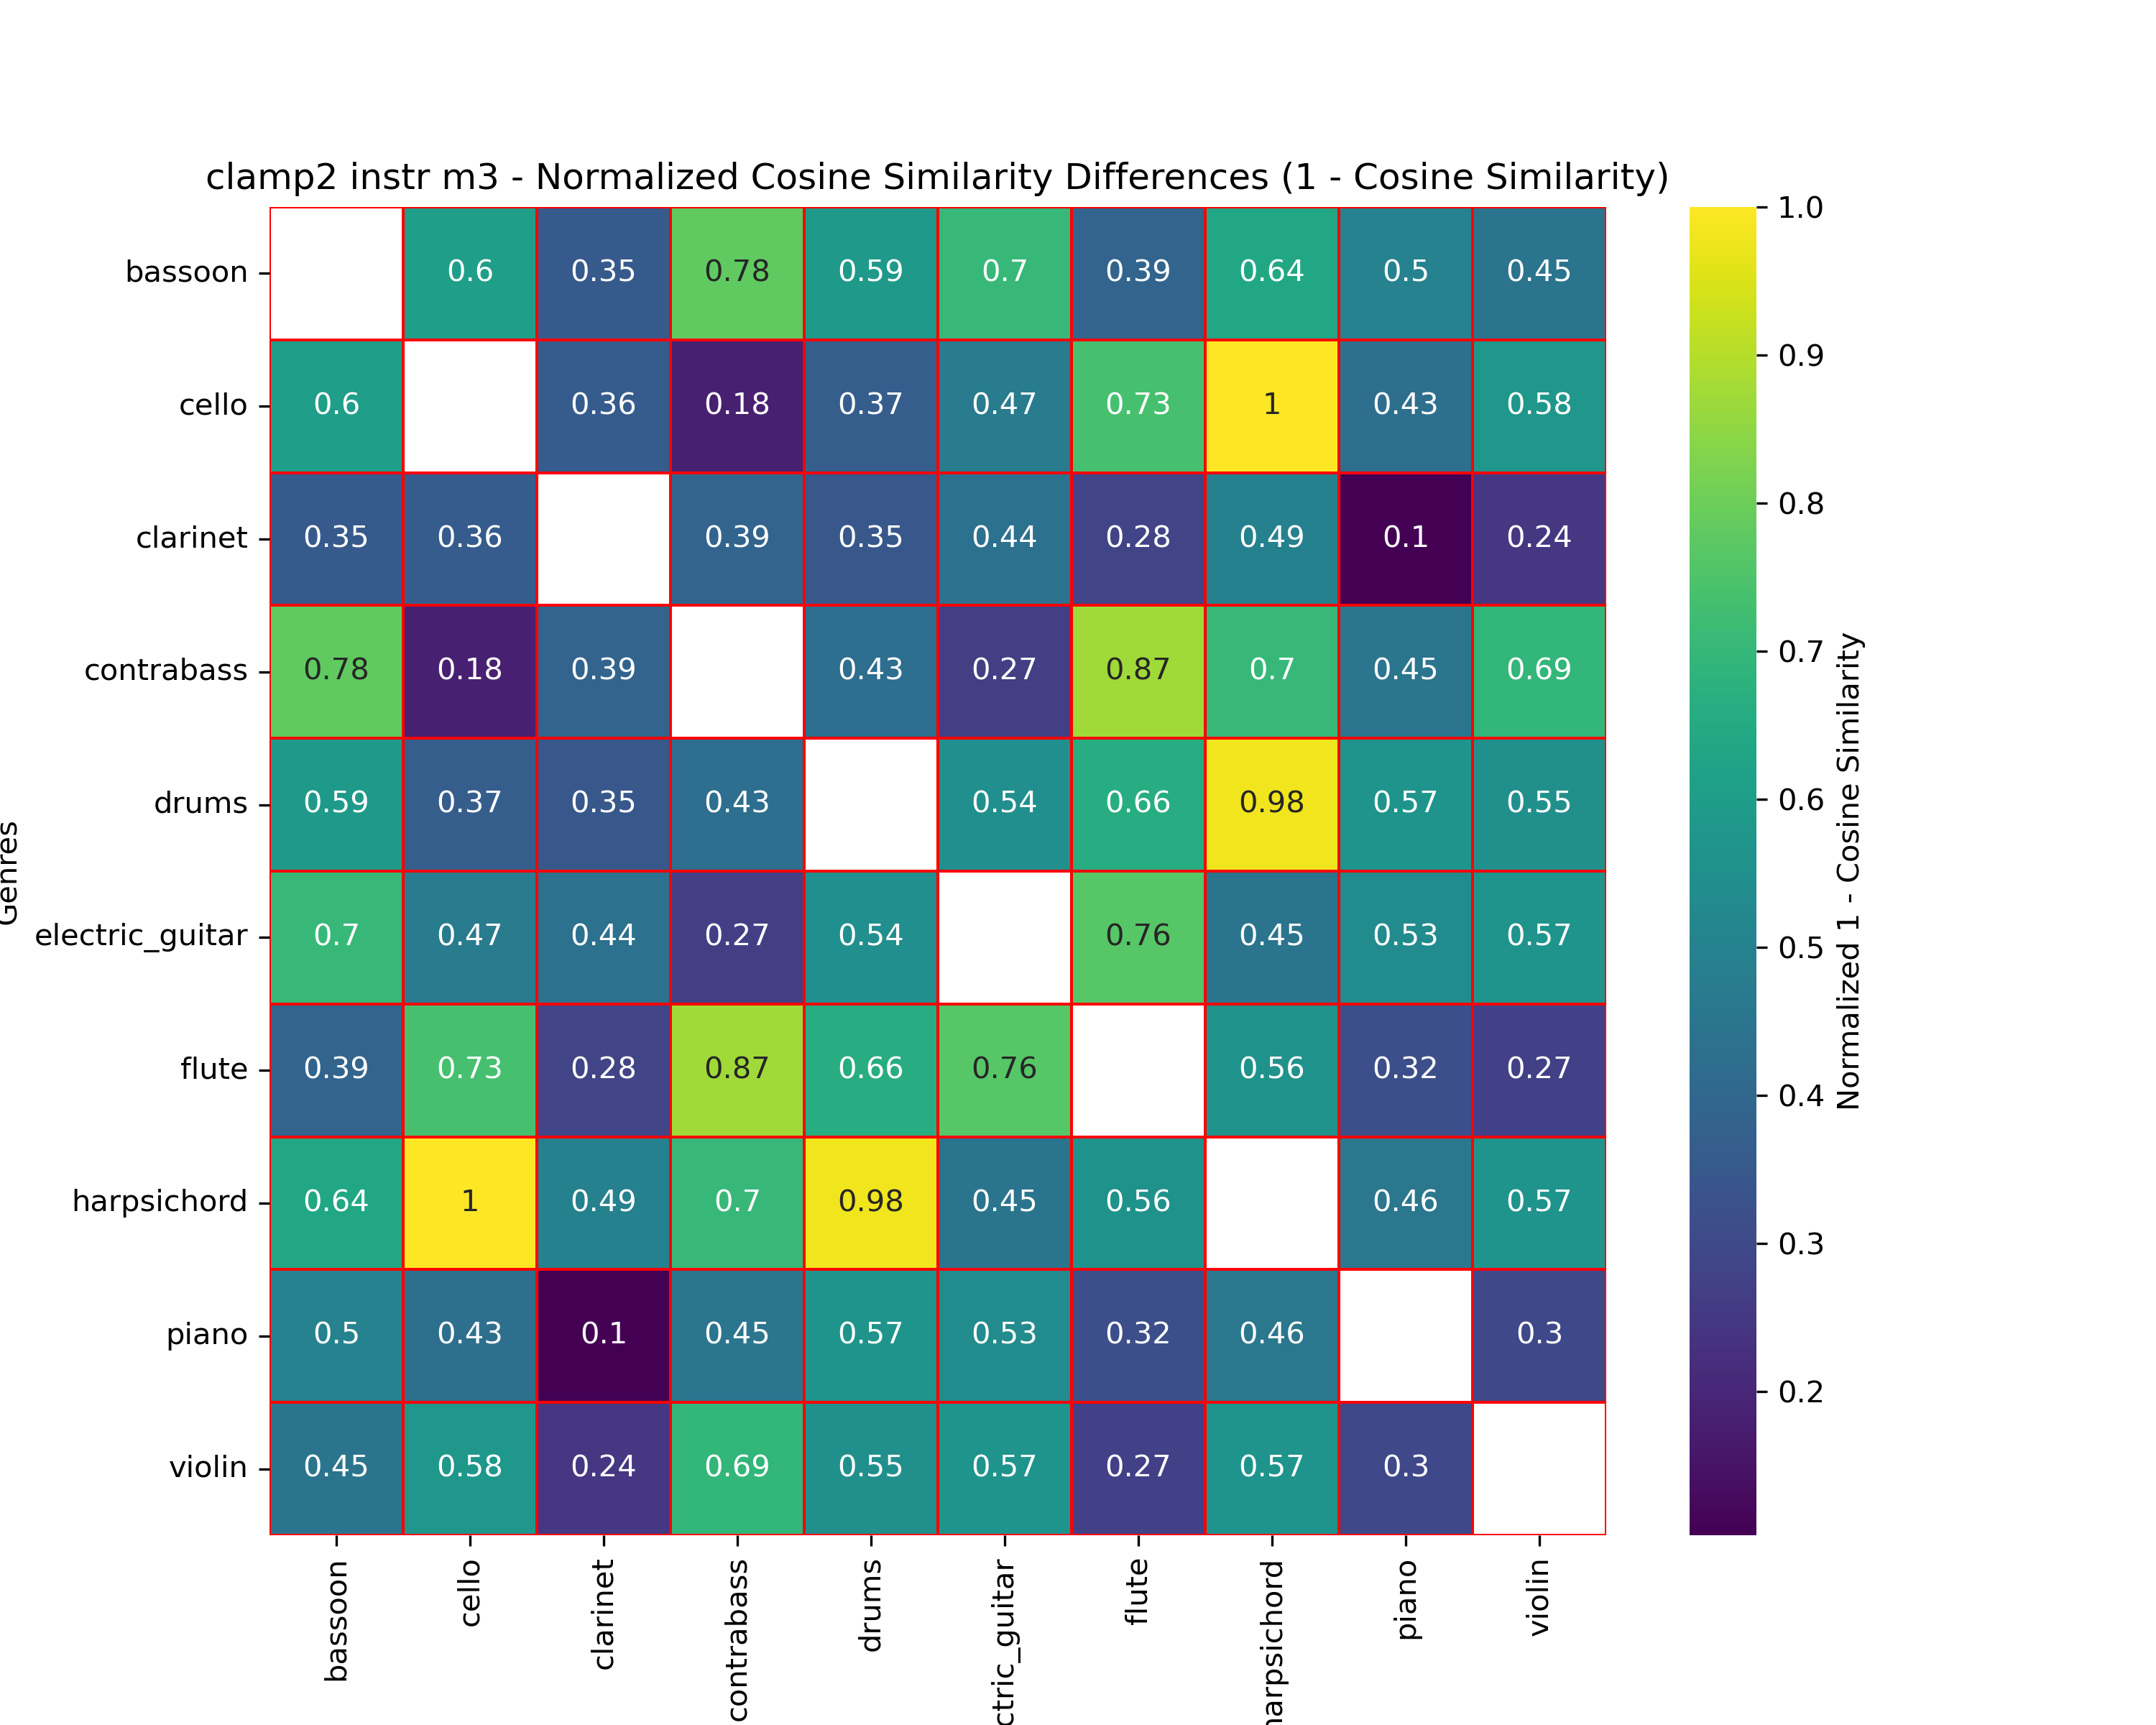 clamp2 instr m3 - Normalized Cosine Similarity Differences (1 - Cosine Similarity)
bassoon 0.6 0.35 0.78 0.59 0.7 0.39 0.64 0.5 0.45
cello 0.6 0.36 0.18 0.37 0.47 0.73 1 0.43 0.58
clarinet 0.35 0.36 0.39 0.35 0.44 0.28 0.49 0.1 0.24
contrabass 0.78 0.18 0.39 0.43 0.27 0.87 0.7 0.45 0.69
drums 0.59 0.37 0.35 0.43 0.54 0.66 0.98 0.57 0.55
electric_guitar 0.7 0.47 0.44 0.27 0.54 0.76 0.45 0.53 0.57
flute 0.39 0.73 0.28 0.87 0.66 0.76 0.56 0.32 0.27
harpsichord 0.64 1 0.49 0.7 0.98 0.45 0.56 0.46 0.57
piano 0.5 0.43 0.1 0.45 0.57 0.53 0.32 0.46 0.3
violin 0.45 0.58 0.24 0.69 0.55 0.57 0.27 0.57 0.3
bassoon cello clarinet contrabass drums ctric_guitar flute harpsichord piano violin
Genres
1.0
0.9
0.8
0.7
0.6
0.5
0.4
0.3
0.2
Normalized 1 - Cosine Similarity